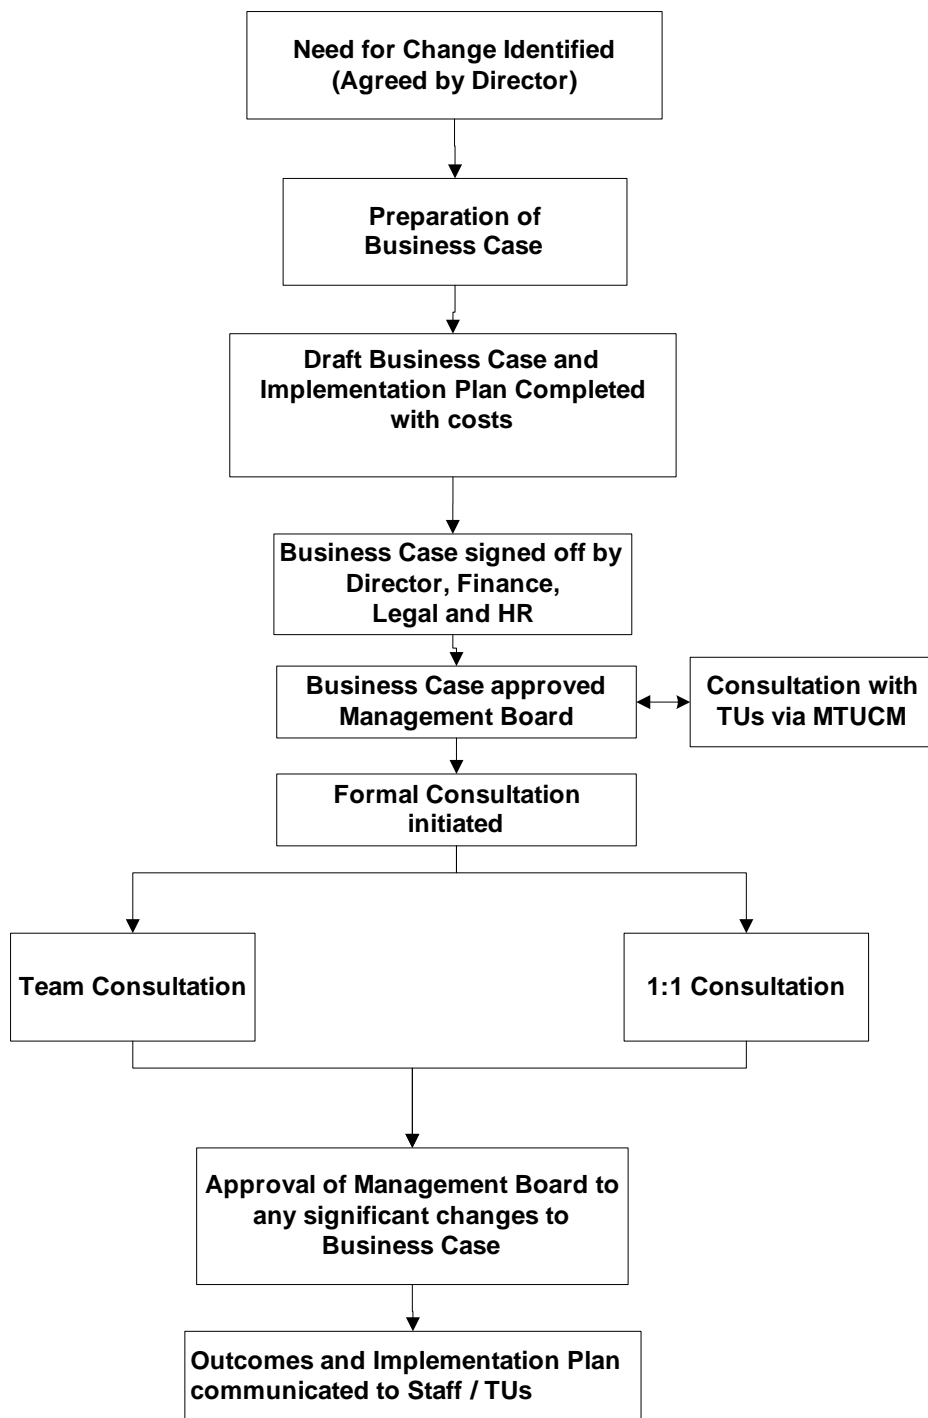 Need for Change Identified
(Agreed by Director)
Preparation of
Business Case
Draft Business Case and
Implementation Plan Completed
with costs
Business Case signed off by
Director, Finance,
Legal and HR
Business Case approved
Management Board
Consultation with
TUs via MTUCM
Formal Consultation
initiated
Team Consultation
1:1 Consultation
Approval of Management Board to
any significant changes to
Business Case
Outcomes and Implementation Plan
communicated to Staff / TUs